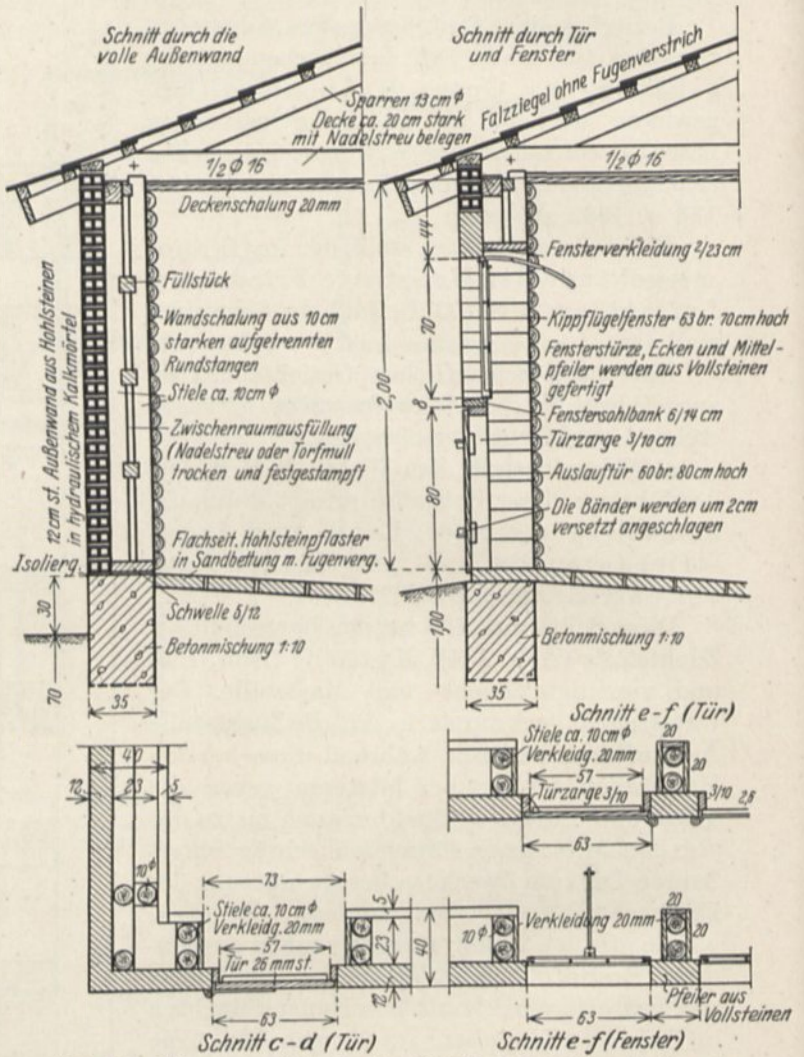 Schnitt durch die
volle Außenwand
Schnitt durch Tür
und Fenster
Sparren 13 cm ϕ
Decke ca. 20 cm stark
mit Nadelstreu belegen
Falzziegel ohne Fugenverstrich
1/2 ϕ 16
1/2 ϕ 16
Deckenschalung 20 mm
Füllstück
Wandschalung aus 10 cm
starken aufgetrennten
Rundstangen
Stiele ca. 10 cm ϕ
Zwischenraumausfüllung
(Nadelstreu oder Torfmull
trocken und festgestampft
12 cm st. Außenwand aus Hohlsteinen
in hydraulischem Kalkmörtel
Flachseit. Hohlsteinpflaster
in Sandbettung m. Fugenverg.
Isolierg.
Schwelle 6/12
Betonmischung 1:10
30
70
35
2,00
44
70
8
80
1,00
Fensterverkleidung 2/23 cm
Kippflügelfenster 63 br. 70 cm hoch
Fensterstürze, Ecken und Mittel-
pfeiler werden aus Vollsteinen
gefertigt
Fenstersohlbank 6/14 cm
Türzarge 3/10 cm
Auslauftür 60 br. 80 cm hoch
Die Bänder werden um 2 cm
versetzt angeschlagen
Betonmischung 1:10
35
Schnitt e-f (Tür)
Stiele ca. 10 cm ϕ
Verkleidg. 20 mm
57
Türzarge 3/10
63
20
20
3/10
2,6
40
12
23
5
10 ϕ
73
Stiele ca. 10 cm ϕ
Verkleidg. 20 mm
57
Tür 26 mm st.
63
5
23
40
12
Schnitt c-d (Tür)
10 ϕ
Verkleidung 20 mm
20
20
63
Pfeiler aus
Vollsteinen
Schnitt e-f (Fenster)